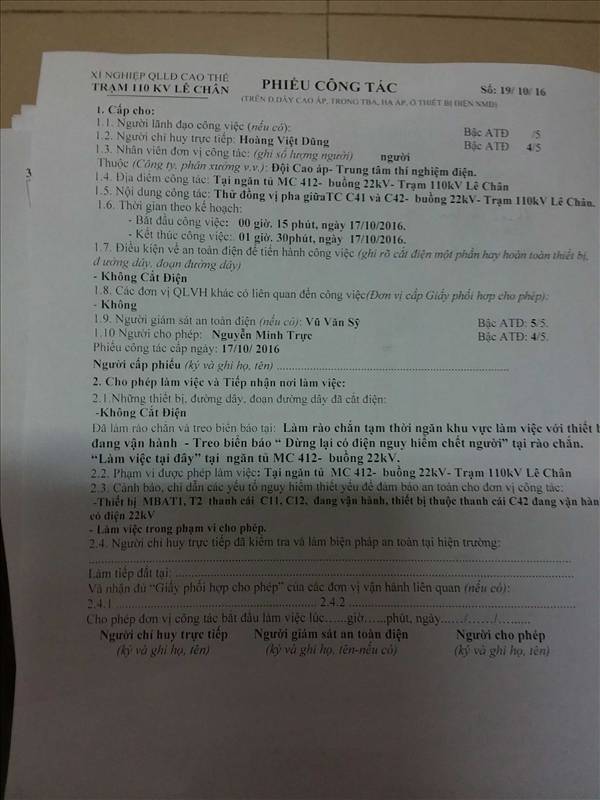 XÍ NGHIỆP QLLĐ CAO THẾ
TRẠM 110 KV LÊ CHÂN
PHIẾU CÔNG TÁC
Số: 19/ 10/ 16
(TRÊN Đ.DÂY CAO ÁP, TRONG TBA, HẠ ÁP, Ở THIẾT BỊ ĐIỆN NMĐ)
1. Cấp cho:
1.1. Người lãnh đạo công việc (nếu có): Bậc ATĐ /5
1.2. Người chỉ huy trực tiếp: Hoàng Việt Dũng Bậc ATĐ 4/5
1.3. Nhân viên đơn vị công tác: (ghi số lượng người) người
Thuộc (Công ty, phân xưởng v.v.): Đội Cao áp- Trung tâm thí nghiệm điện.
1.4. Địa điểm công tác: Tại ngăn tủ MC 412- buồng 22kV- Trạm 110kV Lê Chân
1.5. Nội dung công tác: Thử đồng vị pha giữaTC C41 và C42- buồng 22kV- Trạm 110kV Lê Chân.
1.6. Thời gian theo kế hoạch:
- Bắt đầu công việc: 00 giờ, 15 phút, ngày 17/10/2016.
- Kết thúc công việc: 01 giờ. 30phút, ngày 17/10/2016.
1.7. Điều kiện về an toàn điện để tiến hành công việc (ghi rõ cắt điện một phần hay hoàn toàn thiết bị,
đường dây, đoạn đường dây)
- Không Cắt Điện
1.8. Các đơn vị QLVH khác có liên quan đến công việc(Đơn vị cấp Giấy phối hợp cho phép):
- Không
1.9. Người giám sát an toàn điện (nếu có): Vũ Văn Sỹ Bậc ATĐ: 5/5.
1.10 Người cho phép: Nguyễn Minh Trực Bậc ATĐ: 4/5.
Phiếu công tác cấp ngày: 17/10/ 2016
Người cấp phiếu (ký và ghi họ, tên)
2. Cho phép làm việc và Tiếp nhận nơi làm việc:
2.1.Những thiết bị, đường dây, đoạn đường dây đã cắt điện:
-Không Cắt Điện
Đã làm rào chắn và treo biển báo tại: Làm rào chắn tạm thời ngăn khu vực làm việc với thiết
đang vận hành - Treo biển báo “ Dừng lại có điện nguy hiểm chết người” tại rào chắn.
“Làm việc tại đây” tại ngăn tủ MC 412- buồng 22kV.
2.2. Phạm vi được phép làm việc: Tại ngăn tủ MC 412- buồng 22kV- Trạm 110kV Lê Chân
2.3. Cảnh báo, chỉ dẫn các yếu tố nguy hiểm thiết yếu để đảm bảo an toàn cho đơn vị công tác:
-Thiết bị MBAT1, T2 thanh cái C11, C12, đang vận hành, thiết bị thuộc thanh cái C42 đang vận hàn
có điện 22kV
- Làm việc trong phạm vi cho phép.
2.4. Người chỉ huy trực tiếp đã kiểm tra và làm biện pháp an toàn tại hiện trường:
Làm tiếp đất tại:
Và nhận đủ “Giấy phối hợp cho phép” của các đơn vị vận hành liên quan (nếu có):
2.4.1 2.4.2
Cho phép đơn vị công tác bắt đầu làm việc lúc......giờ......phút, ngày....../....../.........
Người chỉ huy trực tiếp Người giám sát an toàn điện Người cho phép
(ký và ghi họ, tên) (ký và ghi họ, tên-nếu có) (ký và ghi họ, tên)
3